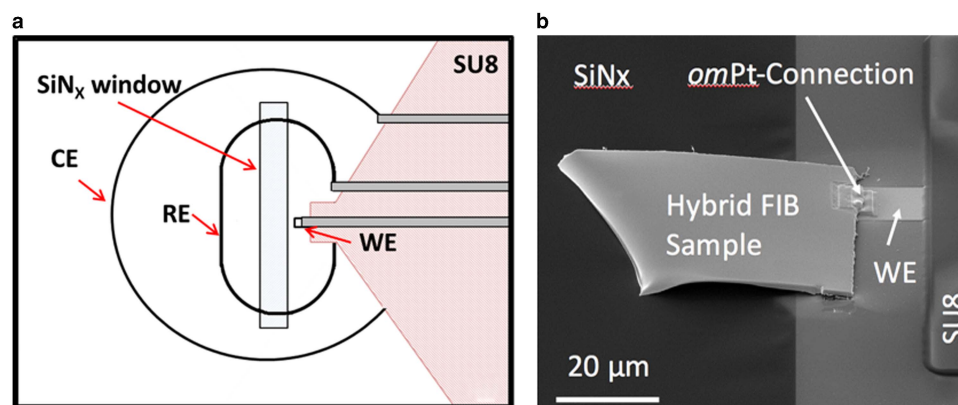 a
SiNX window
SU8
CE
RE
WE
b
SiNx
omPt-Connection
Hybrid FIB
Sample
WE
SU8
20 μm